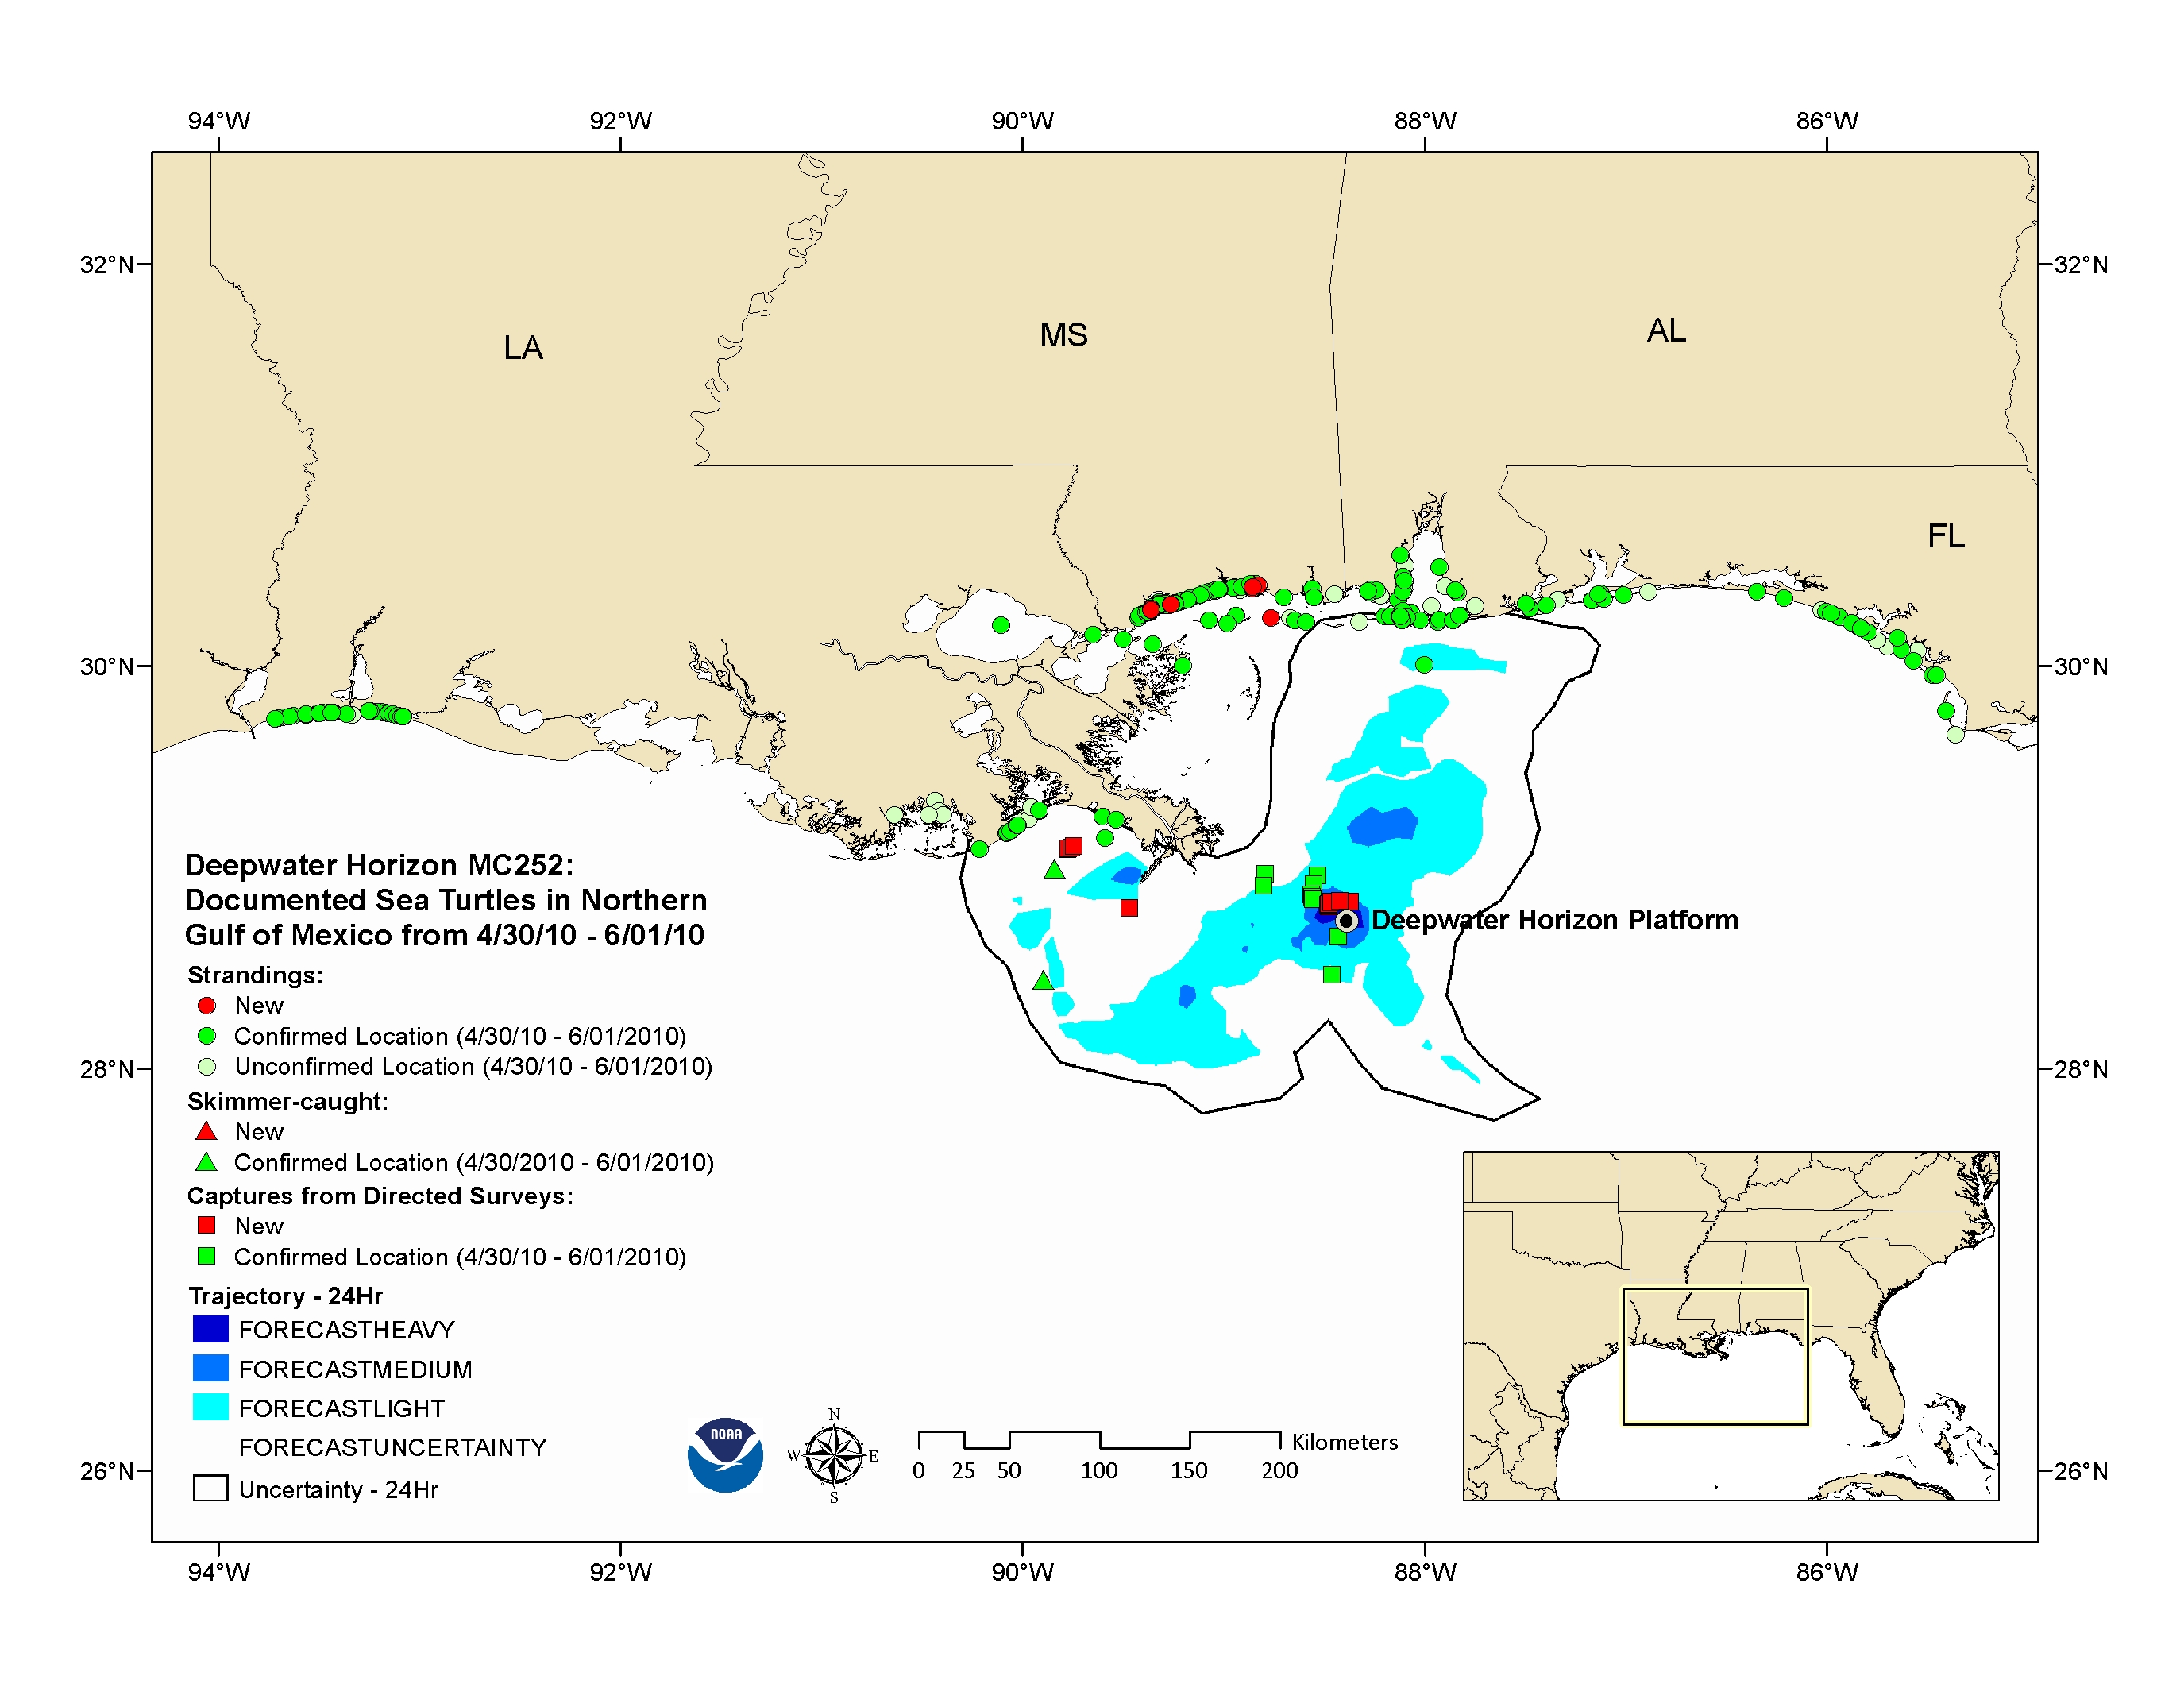 94°W 92°W 90°W 88°W 86°W
32°N 32°N
LA MS AL
FL
30°N 30°N
Deepwater Horizon MC252:
Documented Sea Turtles in Northern
Gulf of Mexico from 4/30/10 - 6/01/10
Deepwater Horizon Platform
Strandings:
New
Confirmed Location (4/30/10 - 6/01/2010)
Unconfirmed Location (4/30/10 - 6/01/2010)
28°N 28°N
Skimmer-caught:
New
Confirmed Location (4/30/2010 - 6/01/2010)
Captures from Directed Surveys:
New
Confirmed Location (4/30/10 - 6/01/2010)
Trajectory - 24Hr
FORECASTHEAVY
FORECASTMEDIUM
FORECASTLIGHT
FORECASTUNCERTAINTY
Uncertainty - 24Hr
NOAA
N
W E
S
Kilometers
0 25 50 100 150 200
26°N 26°N
94°W 92°W 90°W 88°W 86°W